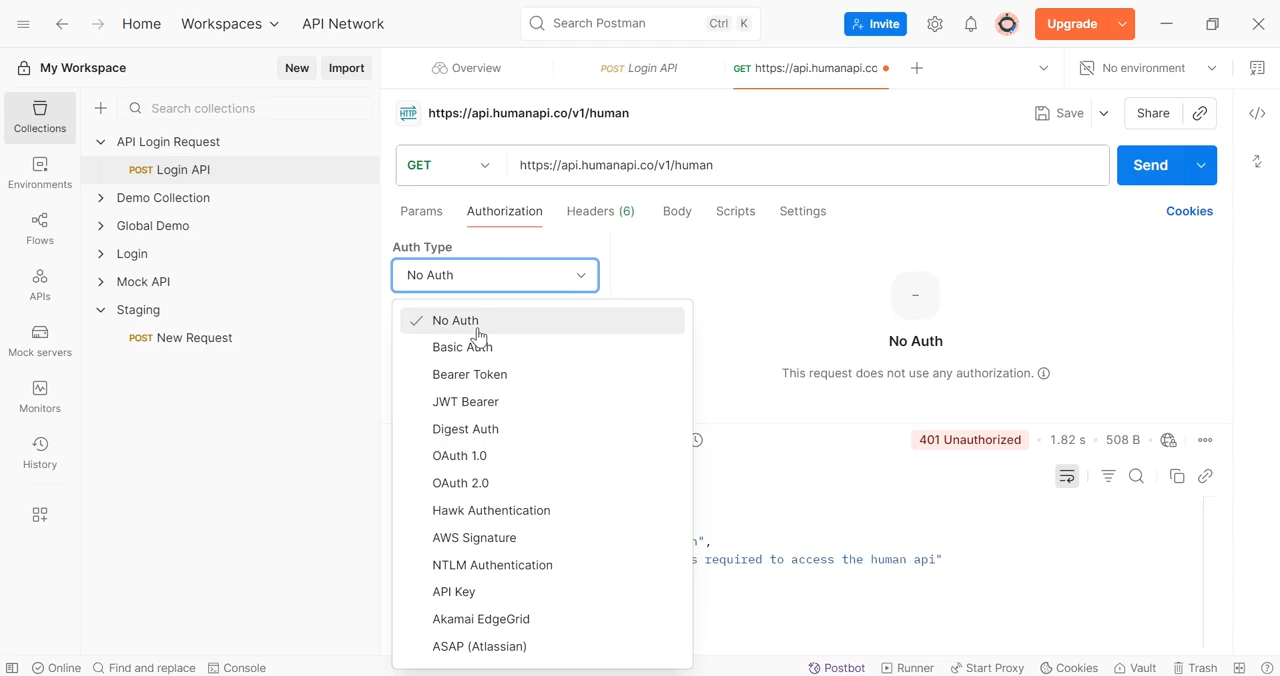 Home
Workspaces
API Network
Search Postman
Ctrl K
Invite
Upgrade
My Workspace
New
Import
Overview
POST Login API
GET https://api.humanapi.co
No environment
Collections
Environments
Flows
APIs
Mock servers
Monitors
History
Search collections
API Login Request
POST Login API
Demo Collection
Global Demo
Login
Mock API
Staging
POST New Request
HTTP
https://api.humanapi.co/v1/human
Save
Share
GET
https://api.humanapi.co/v1/human
Send
Params
Authorization
Headers (6)
Body
Scripts
Settings
Cookies
Auth Type
No Auth
No Auth
Basic Auth
Bearer Token
JWT Bearer
Digest Auth
OAuth 1.0
OAuth 2.0
Hawk Authentication
AWS Signature
NTLM Authentication
API Key
Akamai EdgeGrid
ASAP (Atlassian)
No Auth
This request does not use any authorization.
401 Unauthorized
1.82 s
508 B
",
required to access the human api"
Online
Find and replace
Console
Postbot
Runner
Start Proxy
Cookies
Vault
Trash